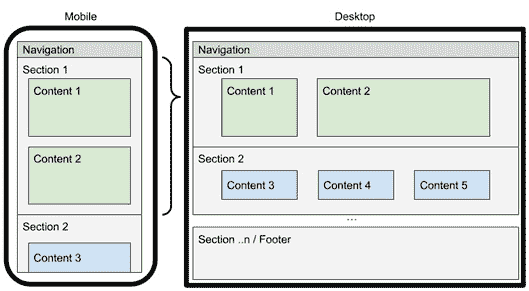 Mobile
Navigation
Section 1
Content 1
Content 2
Section 2
Content 3
Desktop
Navigation
Section 1
Content 1
Content 2
Section 2
Content 3
Content 4
Content 5
...
Section ..n / Footer